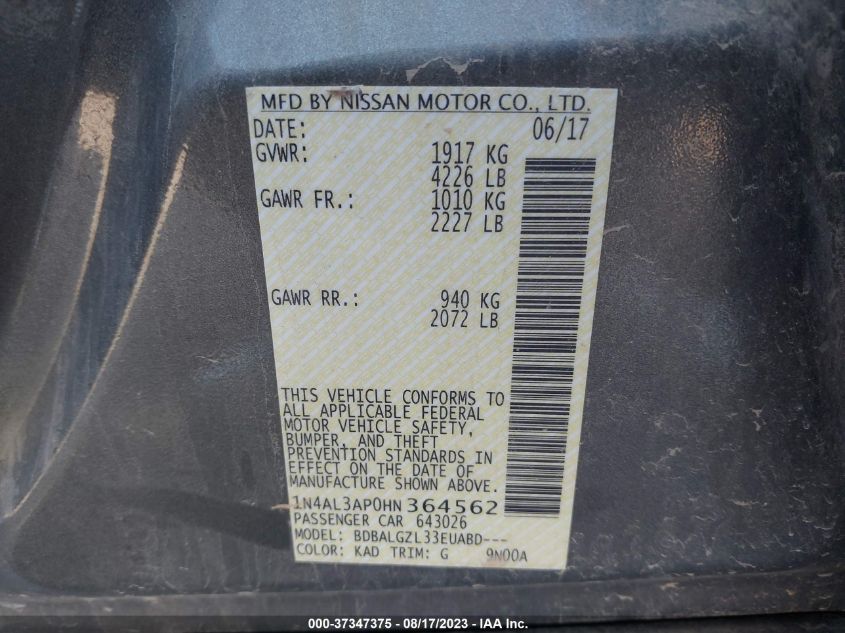 MFD BY NISSAN MOTOR CO., LTD.
DATE: 06/17
GVWR: 1917 KG
4226 LB
GAWR FR.: 1010 KG
2227 LB
GAWR RR.: 940 KG
2072 LB
THIS VEHICLE CONFORMS TO
ALL APPLICABLE FEDERAL
MOTOR VEHICLE SAFETY,
BUMPER, AND THEFT
PREVENTION STANDARDS IN
EFFECT ON THE DATE OF
MANUFACTURE SHOWN ABOVE.
1N4AL3AP0HN364562
PASSENGER CAR 643026
MODEL: BDBALGZL33EUABD---
COLOR: KAD TRIM: G 9N00A
000-37347375 - 08/17/2023 - IAA Inc.